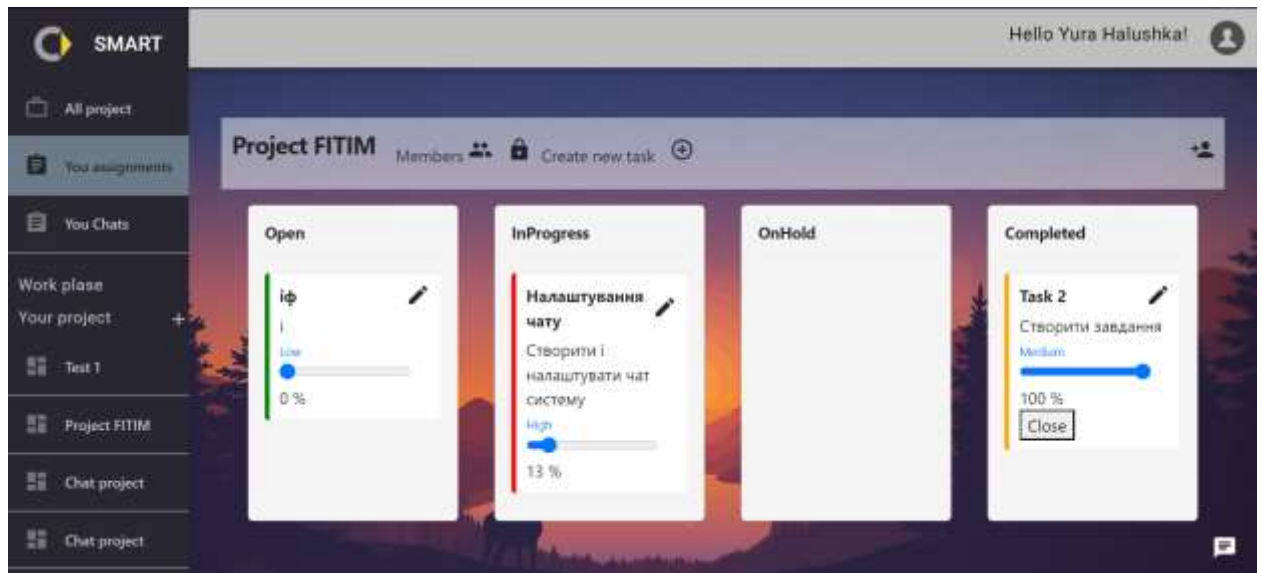 SMART
Hello Yura Halushka!
All project
You assignments
You Chats
Work plase
Your project +
Test 1
Project FITIM
Chat project
Chat project
Project FITIM Members Create new task
Open
іф
і
Low
0 %
InProgress
Налаштування
чату
Створити і
налаштувати чат
систему
High
13 %
OnHold
Completed
Task 2
Створити завдання
Medium
100 %
Close